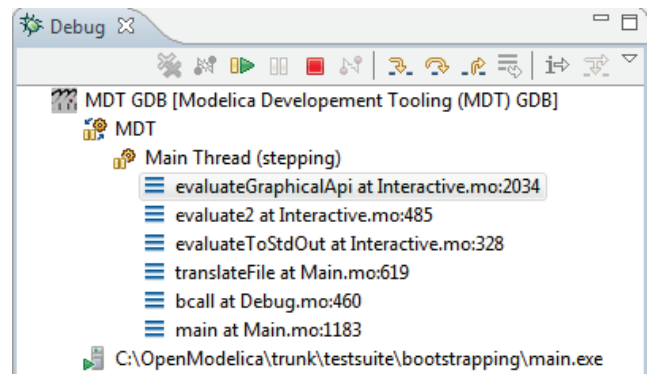 Debug
MDT GDB [Modelica Developement Tooling (MDT) GDB]
MDT
Main Thread (stepping)
evaluateGraphicalApi at Interactive.mo:2034
evaluate2 at Interactive.mo:485
evaluateToStdOut at Interactive.mo:328
translateFile at Main.mo:619
bcall at Debug.mo:460
main at Main.mo:1183
C:\OpenModelica\trunk\testsuite\bootstrapping\main.exe